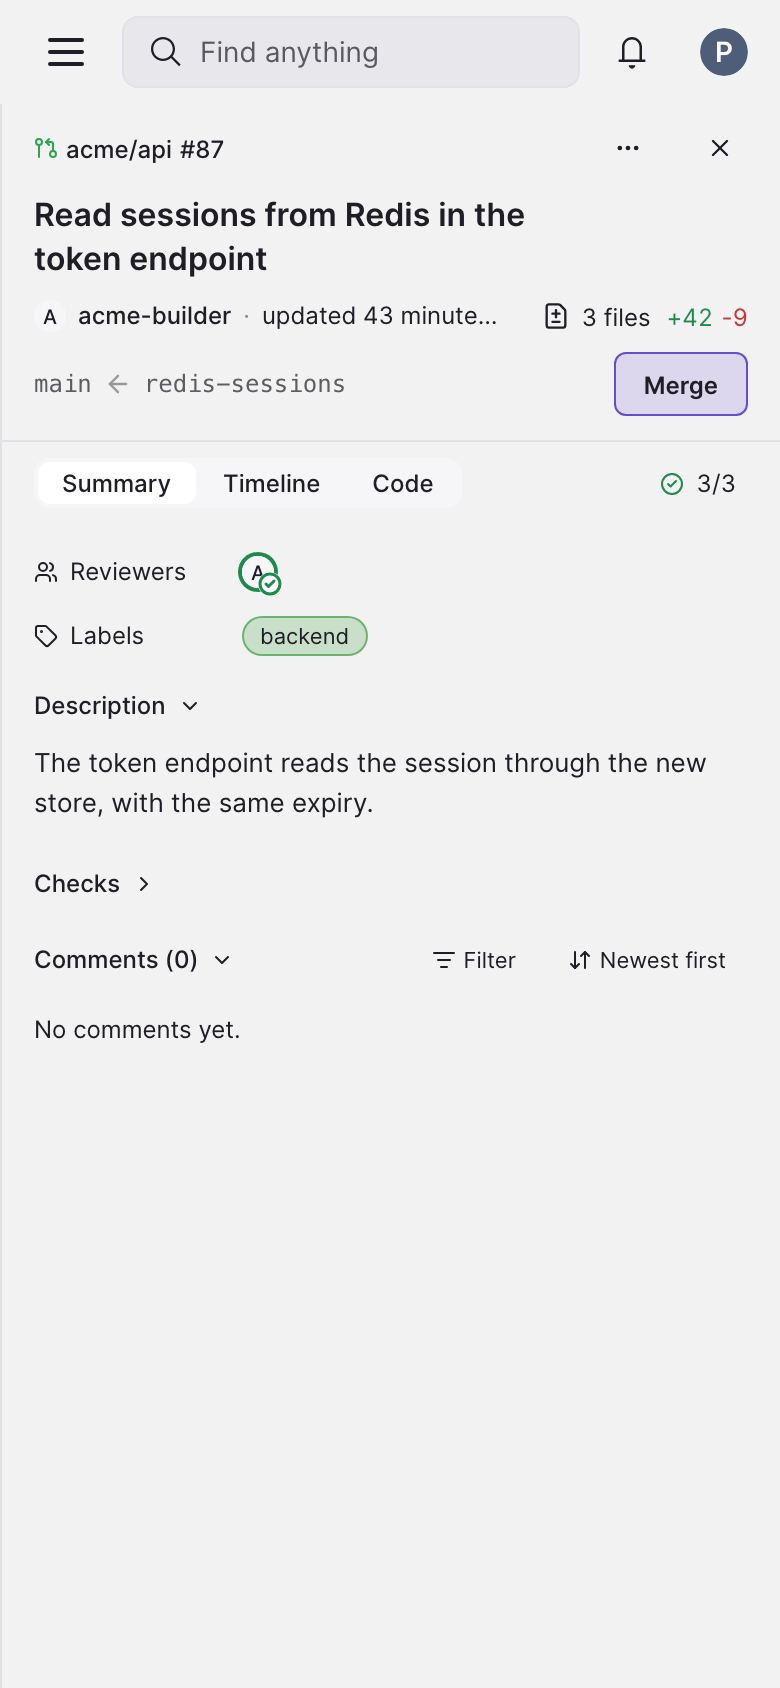 Find anything
P
acme/api #87
Read sessions from Redis in the
token endpoint
A acme-builder · updated 43 minute... 3 files +42 -9
main ← redis-sessions
Merge
Summary Timeline Code 3/3
Reviewers A
Labels backend
Description
The token endpoint reads the session through the new
store, with the same expiry.
Checks
Comments (0) Filter Newest first
No comments yet.